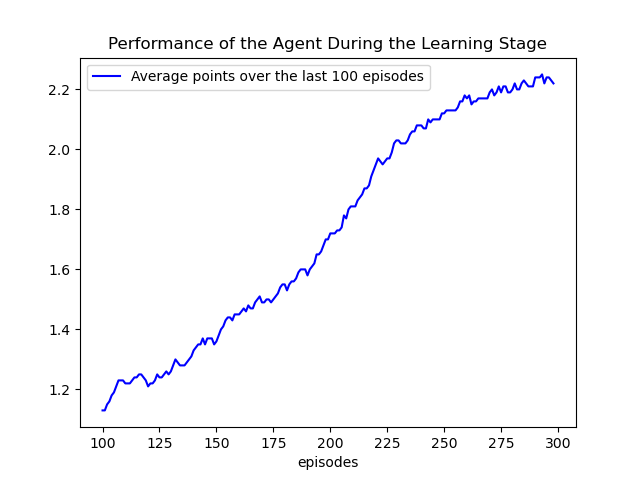 Performance of the Agent During the Learning Stage
Average points over the last 100 episodes
2.2
2.0
1.8
1.6
1.4
1.2
100 125 150 175 200 225 250 275 300
episodes